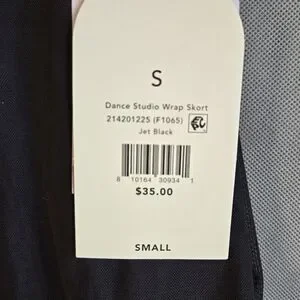 S
Dance Studio Wrap Skort
214201225 (F1065)
Jet Black
8 10164 30934 1
$35.00
SMALL